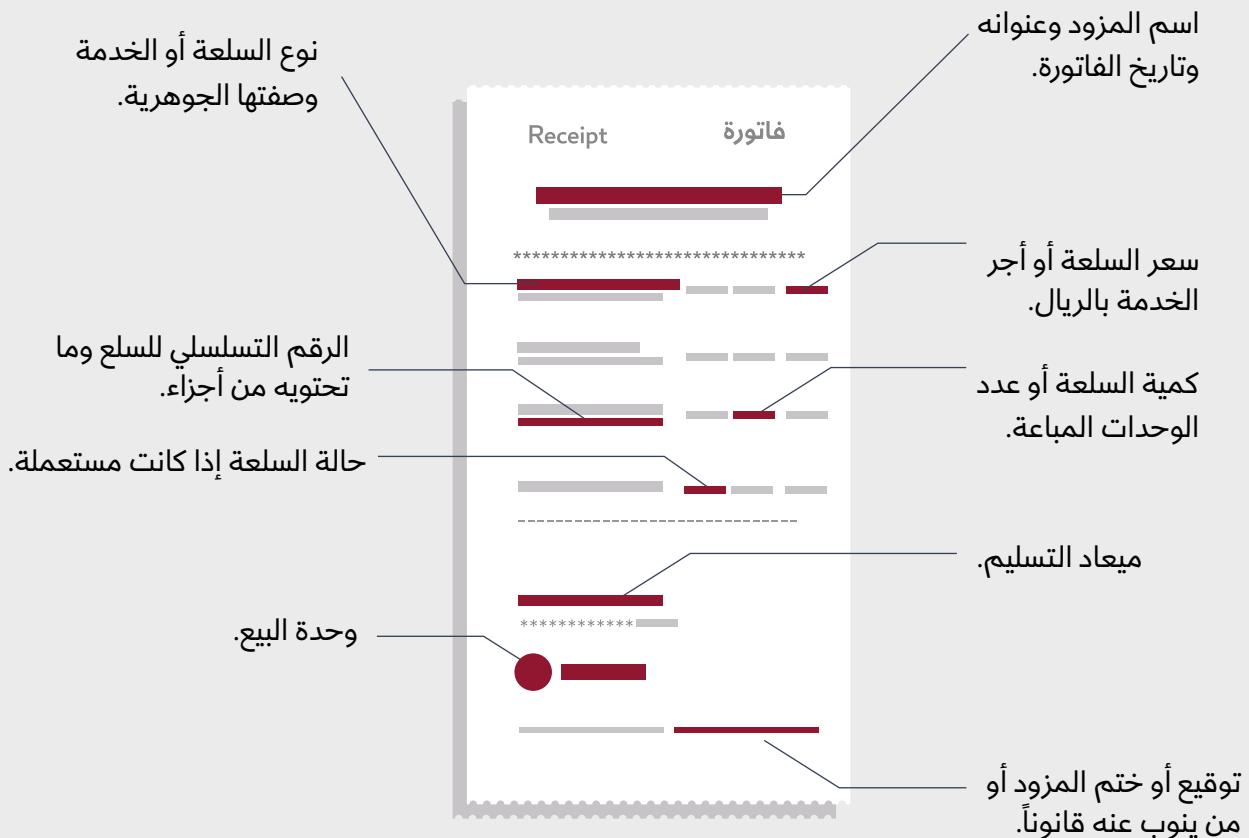 اسم المزود وعنوانه
وتاريخ الفاتورة.
نوع السلعة أو الخدمة
وصفتها الجوهرية.
فاتورة
Receipt
******************************
سعر السلعة أو أجر
الخدمة بالريال.
الرقم التسلسلي للسلع وما
تحتويه من أجزاء.
كمية السلعة أو عدد
الوحدات المباعة.
حالة السلعة إذا كانت مستعملة.
ميعاد التسليم.
************
وحدة البيع.
توقيع أو ختم المزود أو
من ينوب عنه قانوناً.